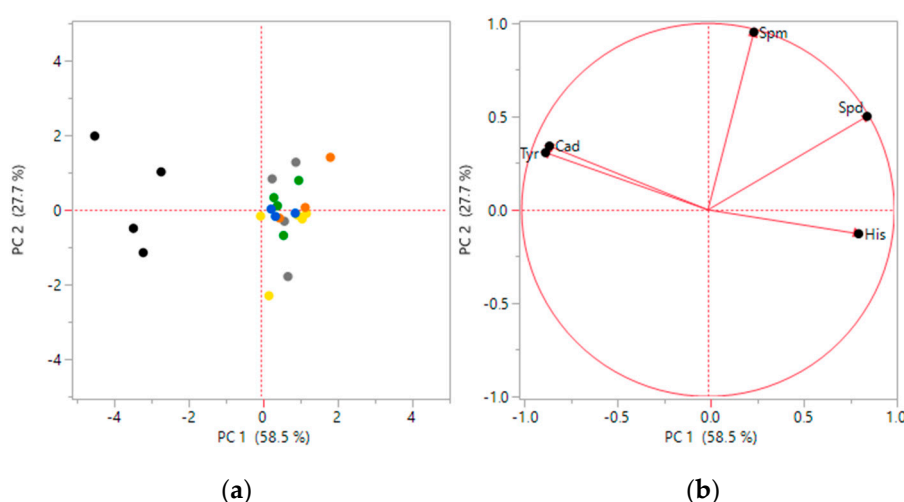 4
2
0
-2
-4
PC 2 (27.7 %)
-4 -2 0 2 4
PC 1 (58.5 %)
(a)
1.0
0.5
0.0
-0.5
-1.0
PC 2 (27.7 %)
Spm
Spd
Cad
Tyr
His
-1.0 -0.5 0.0 0.5 1.0
PC 1 (58.5 %)
(b)